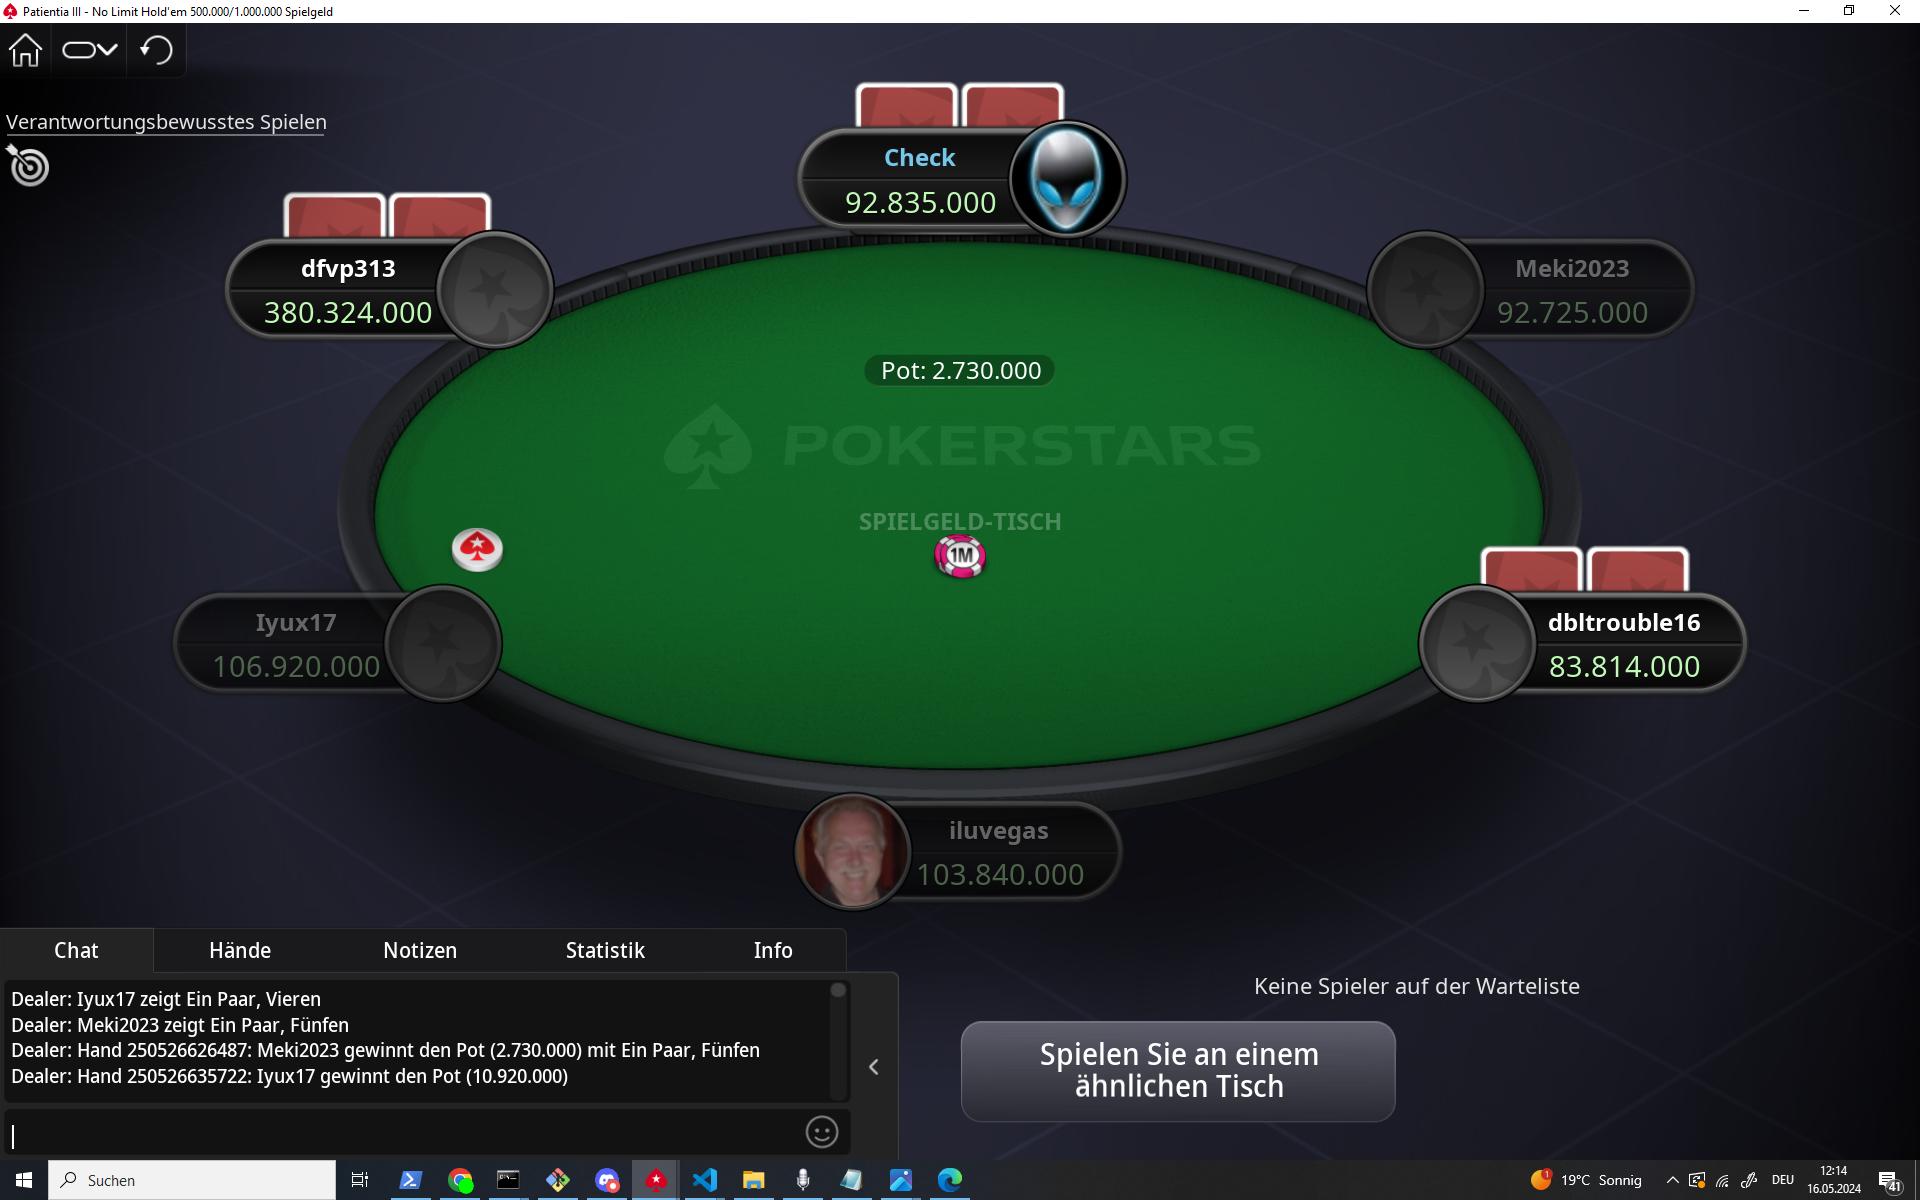 Patientia III - No Limit Hold'em 500.000/1.000.000 Spielgeld
Verantwortungsbewusstes Spielen
Check
92.835.000
dfvp313
380.324.000
Meki2023
92.725.000
Pot: 2.730.000
POKERSTARS
SPIELGELD-TISCH
1M
Iyux17
106.920.000
dbltrouble16
83.814.000
iluvegas
103.840.000
Chat Hände Notizen Statistik Info
Dealer: Iyux17 zeigt Ein Paar, Vieren
Dealer: Meki2023 zeigt Ein Paar, Fünfen
Dealer: Hand 250526626487: Meki2023 gewinnt den Pot (2.730.000) mit Ein Paar, Fünfen
Dealer: Hand 250526635722: Iyux17 gewinnt den Pot (10.920.000)
Keine Spieler auf der Warteliste
Spielen Sie an einem
ähnlichen Tisch
Suchen
1
19°C Sonnig
DEU
12:14
16.05.2024
41